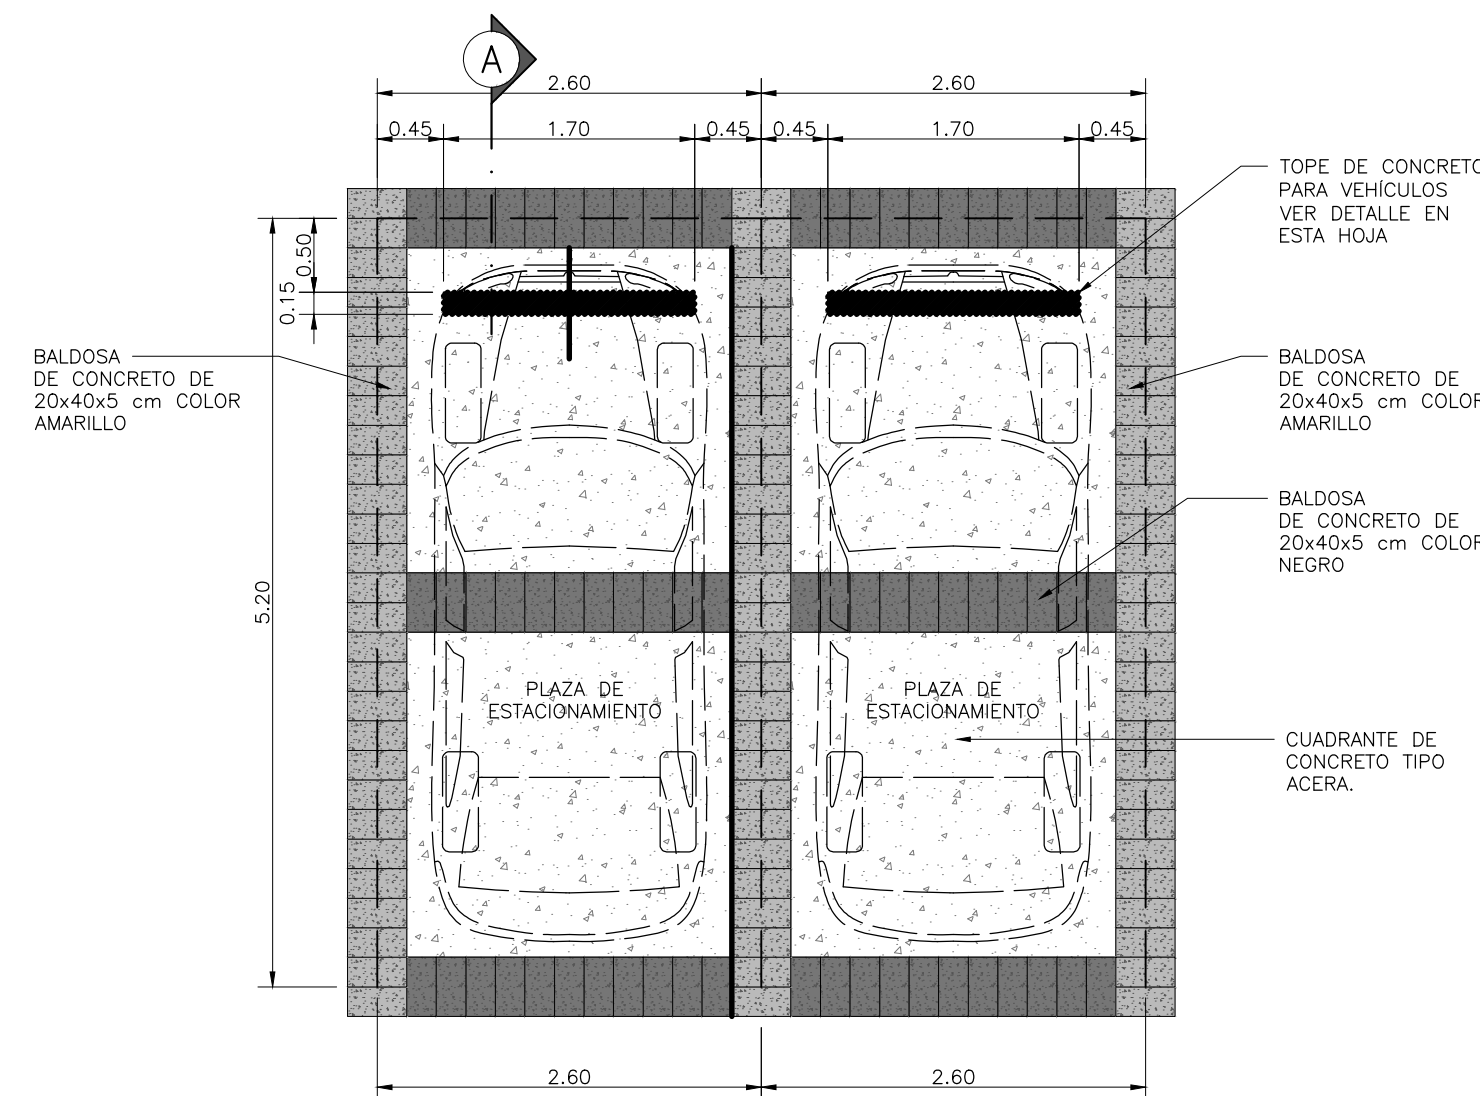 A
2.60
2.60
0.45
1.70
0.45
0.45
1.70
0.45
TOPE DE CONCRETO
PARA VEHÍCULOS
VER DETALLE EN
ESTA HOJA
0.50
0.15
BALDOSA
DE CONCRETO DE
20x40x5 cm COLOR
AMARILLO
BALDOSA
DE CONCRETO DE
20x40x5 cm COLOR
AMARILLO
BALDOSA
DE CONCRETO DE
20x40x5 cm COLOR
NEGRO
5.20
PLAZA DE
ESTACIONAMIENTO
PLAZA DE
ESTACIONAMIENTO
CUADRANTE DE
CONCRETO TIPO
ACERA.
2.60
2.60